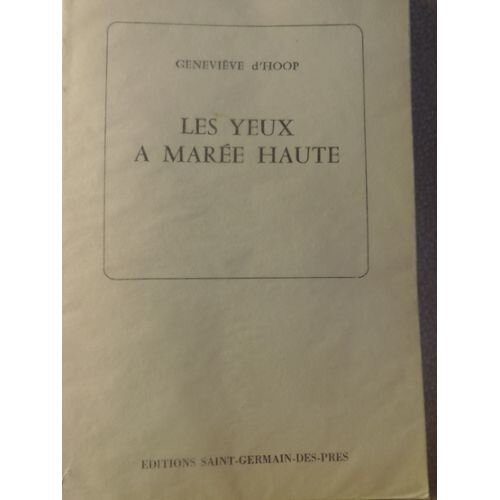 GENEVIÈVE d'HOOP
LES YEUX
A MARÉE HAUTE
EDITIONS SAINT-GERMAIN-DES-PRES